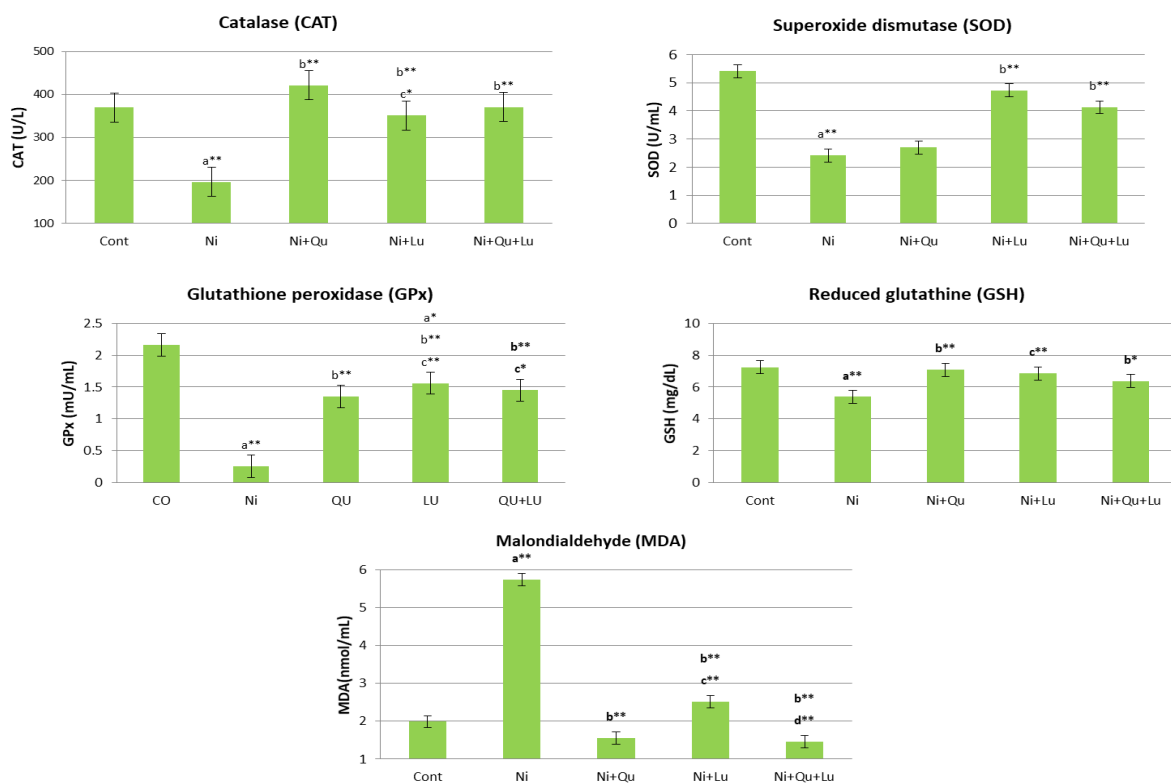 Catalase (CAT)
CAT (U/L)
500
400
300
200
100
a**
b**
b**
c*
b**
Cont Ni Ni+Qu Ni+Lu Ni+Qu+Lu
Superoxide dismutase (SOD)
SOD (U/mL)
6
5
4
3
2
1
0
a**
b**
b**
Cont Ni Ni+Qu Ni+Lu Ni+Qu+Lu
Glutathione peroxidase (GPx)
GPx (mU/mL)
2.5
2
1.5
1
0.5
0
a**
b**
a*
b**
c**
b**
c*
CO Ni QU LU QU+LU
Reduced glutathine (GSH)
GSH (mg/dL)
10
8
6
4
2
0
a**
b**
c**
b*
Cont Ni Ni+Qu Ni+Lu Ni+Qu+Lu
Malondialdehyde (MDA)
MDA(nmol/mL)
6
5
4
3
2
1
a**
b**
b**
c**
b**
d**
Cont Ni Ni+Qu Ni+Lu Ni+Qu+Lu